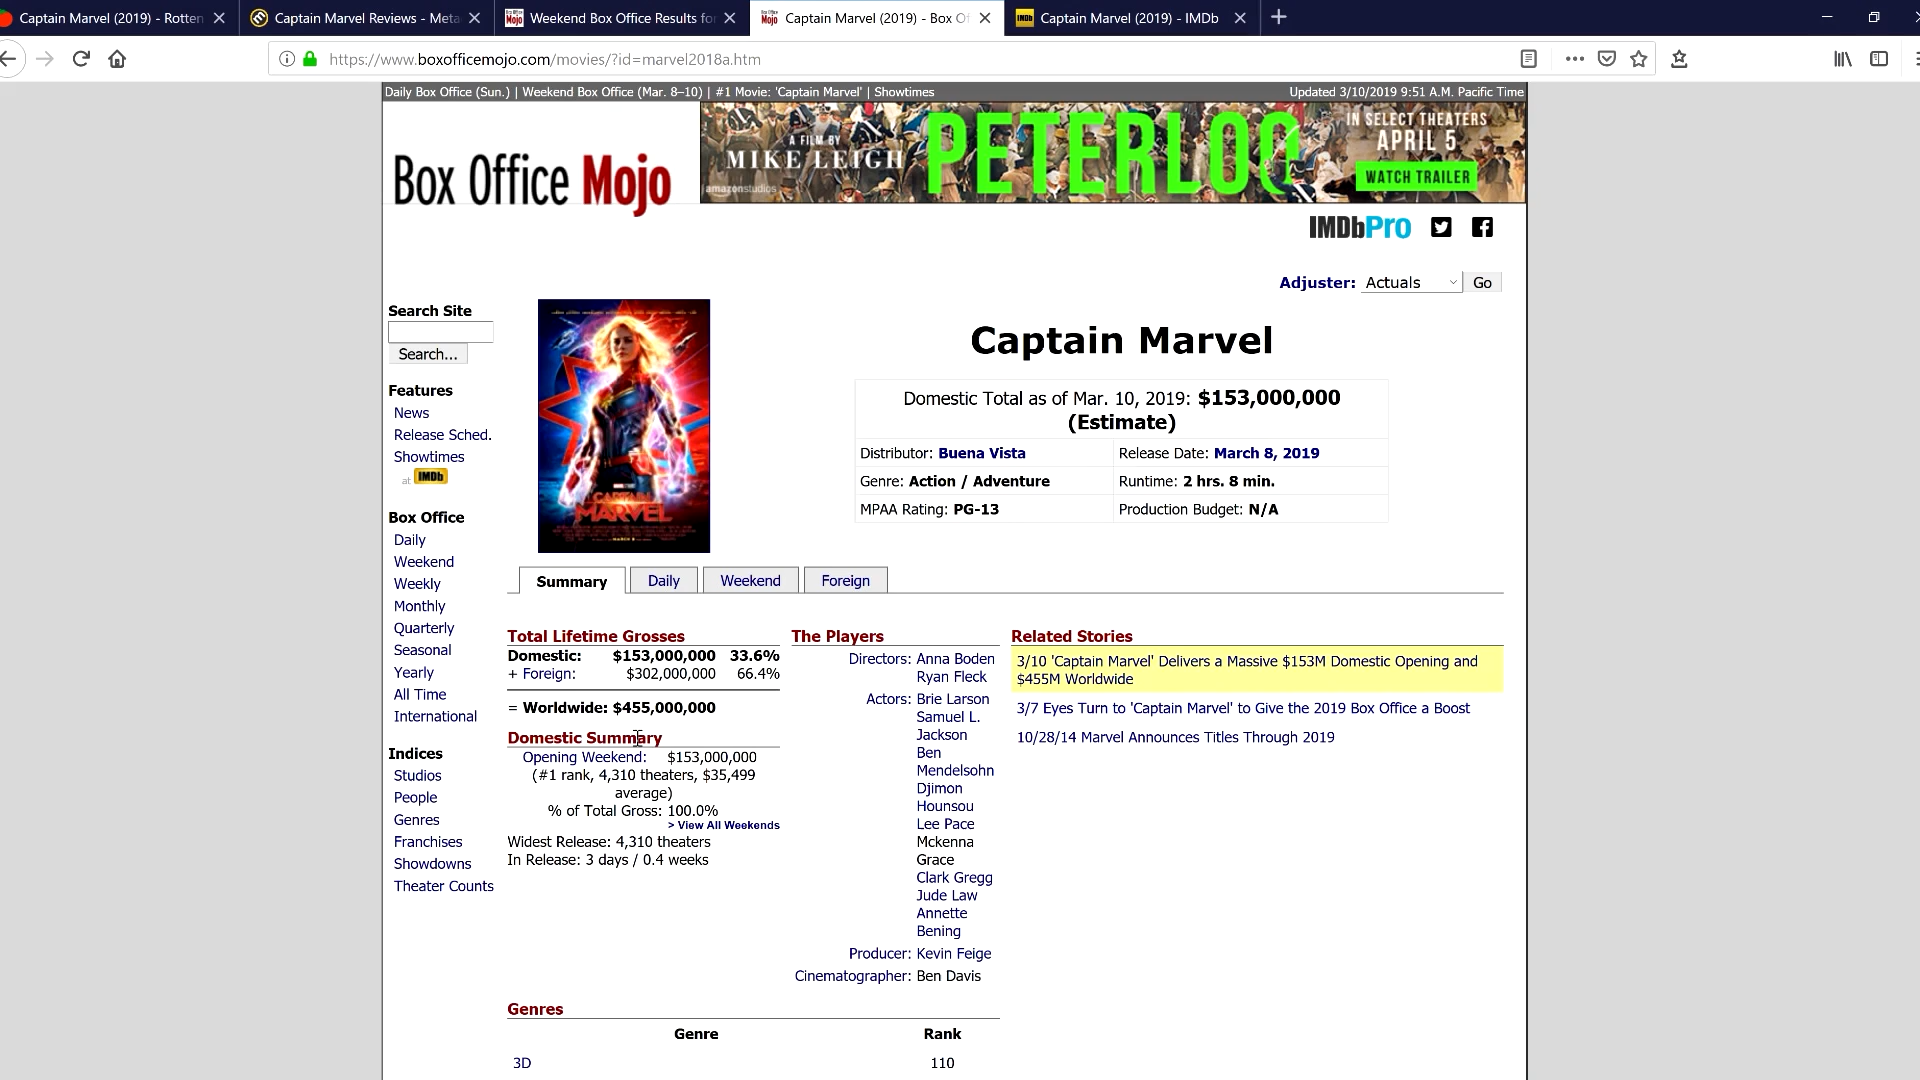 Captain Marvel (2019) - Rotten
Captain Marvel Reviews - Meta
Weekend Box Office Results fo
Captain Marvel (2019) - Box O
Captain Marvel (2019) - IMDb
https://www.boxofficemojo.com/movies/?id=marvel2018a.htm
Daily Box Office (Sun.) | Weekend Box Office (Mar. 8–10) | #1 Movie: 'Captain Marvel' | Showtimes
Updated 3/10/2019 9:51 A.M. Pacific Time
Box Office Mojo
A FILM BY
MIKE LEIGH
amazonstudios
PETERLOO
IN SELECT THEATERS
APRIL 5
WATCH TRAILER
IMDbPro
Adjuster: Actuals Go
Search Site
Search...
Features
News
Release Sched.
Showtimes
at IMDb
Box Office
Daily
Weekend
Weekly
Monthly
Quarterly
Seasonal
Yearly
All Time
International
Indices
Studios
People
Genres
Franchises
Showdowns
Theater Counts
CAPTAIN
MARVEL
Captain Marvel
Domestic Total as of Mar. 10, 2019: $153,000,000
(Estimate)
Distributor: Buena Vista
Release Date: March 8, 2019
Genre: Action / Adventure
Runtime: 2 hrs. 8 min.
MPAA Rating: PG-13
Production Budget: N/A
Summary
Daily
Weekend
Foreign
Total Lifetime Grosses
Domestic: $153,000,000 33.6%
+ Foreign: $302,000,000 66.4%
= Worldwide: $455,000,000
Domestic Summary
Opening Weekend: $153,000,000
(#1 rank, 4,310 theaters, $35,499
average)
% of Total Gross: 100.0%
> View All Weekends
Widest Release: 4,310 theaters
In Release: 3 days / 0.4 weeks
The Players
Directors: Anna Boden
Ryan Fleck
Actors: Brie Larson
Samuel L.
Jackson
Ben
Mendelsohn
Djimon
Hounsou
Lee Pace
Mckenna
Grace
Clark Gregg
Jude Law
Annette
Bening
Producer: Kevin Feige
Cinematographer: Ben Davis
Related Stories
3/10 'Captain Marvel' Delivers a Massive $153M Domestic Opening and
$455M Worldwide
3/7 Eyes Turn to 'Captain Marvel' to Give the 2019 Box Office a Boost
10/28/14 Marvel Announces Titles Through 2019
Genres
Genre Rank
3D 110